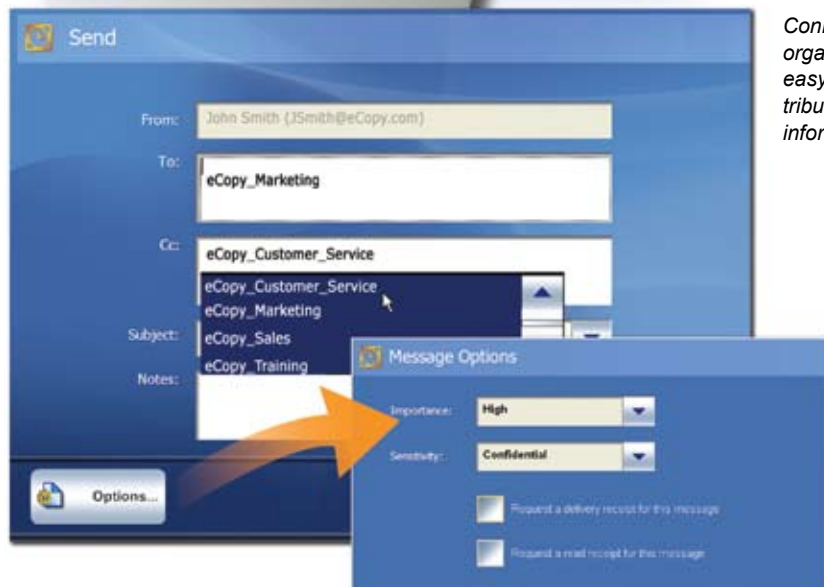 Send
From: John Smith (JSmith@eCopy.com)
To:
eCopy_Marketing
Cc:
eCopy_Customer_Service
eCopy_Customer_Service
eCopy_Marketing
Subject:
eCopy_Sales
eCopy_Training
Notes:
Options...
Message Options
Importance: High
Sensitivity: Confidential
Request a delivery receipt for this message
Request a read receipt for this message
easy